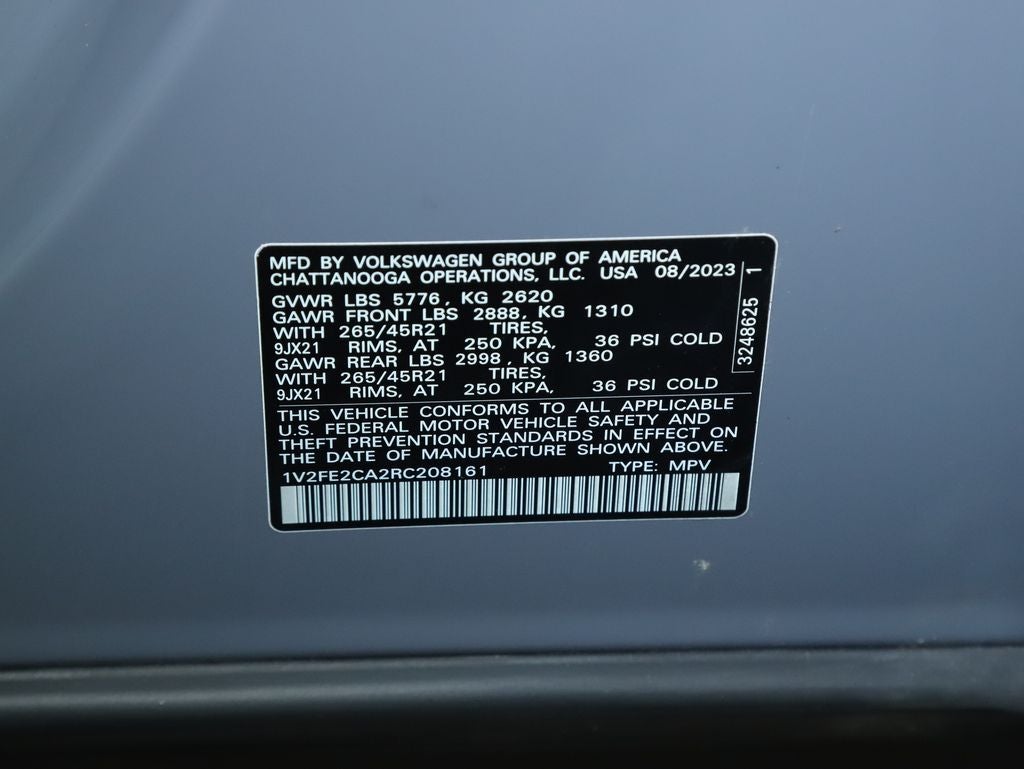 MFD BY VOLKSWAGEN GROUP OF AMERICA
CHATTANOOGA OPERATIONS, LLC. USA 08/2023
GVWR LBS 5776, KG 2620
GAWR FRONT LBS 2888, KG 1310
WITH 265/45R21 TIRES,
9JX21 RIMS, AT 250 KPA, 36 PSI COLD
GAWR REAR LBS 2998, KG 1360
WITH 265/45R21 TIRES,
9JX21 RIMS, AT 250 KPA, 36 PSI COLD
3248625 1
THIS VEHICLE CONFORMS TO ALL APPLICABLE
U.S. FEDERAL MOTOR VEHICLE SAFETY AND
THEFT PREVENTION STANDARDS IN EFFECT ON
THE DATE OF MANUFACTURE SHOWN ABOVE.
1V2FE2CA2RC208161 TYPE: MPV